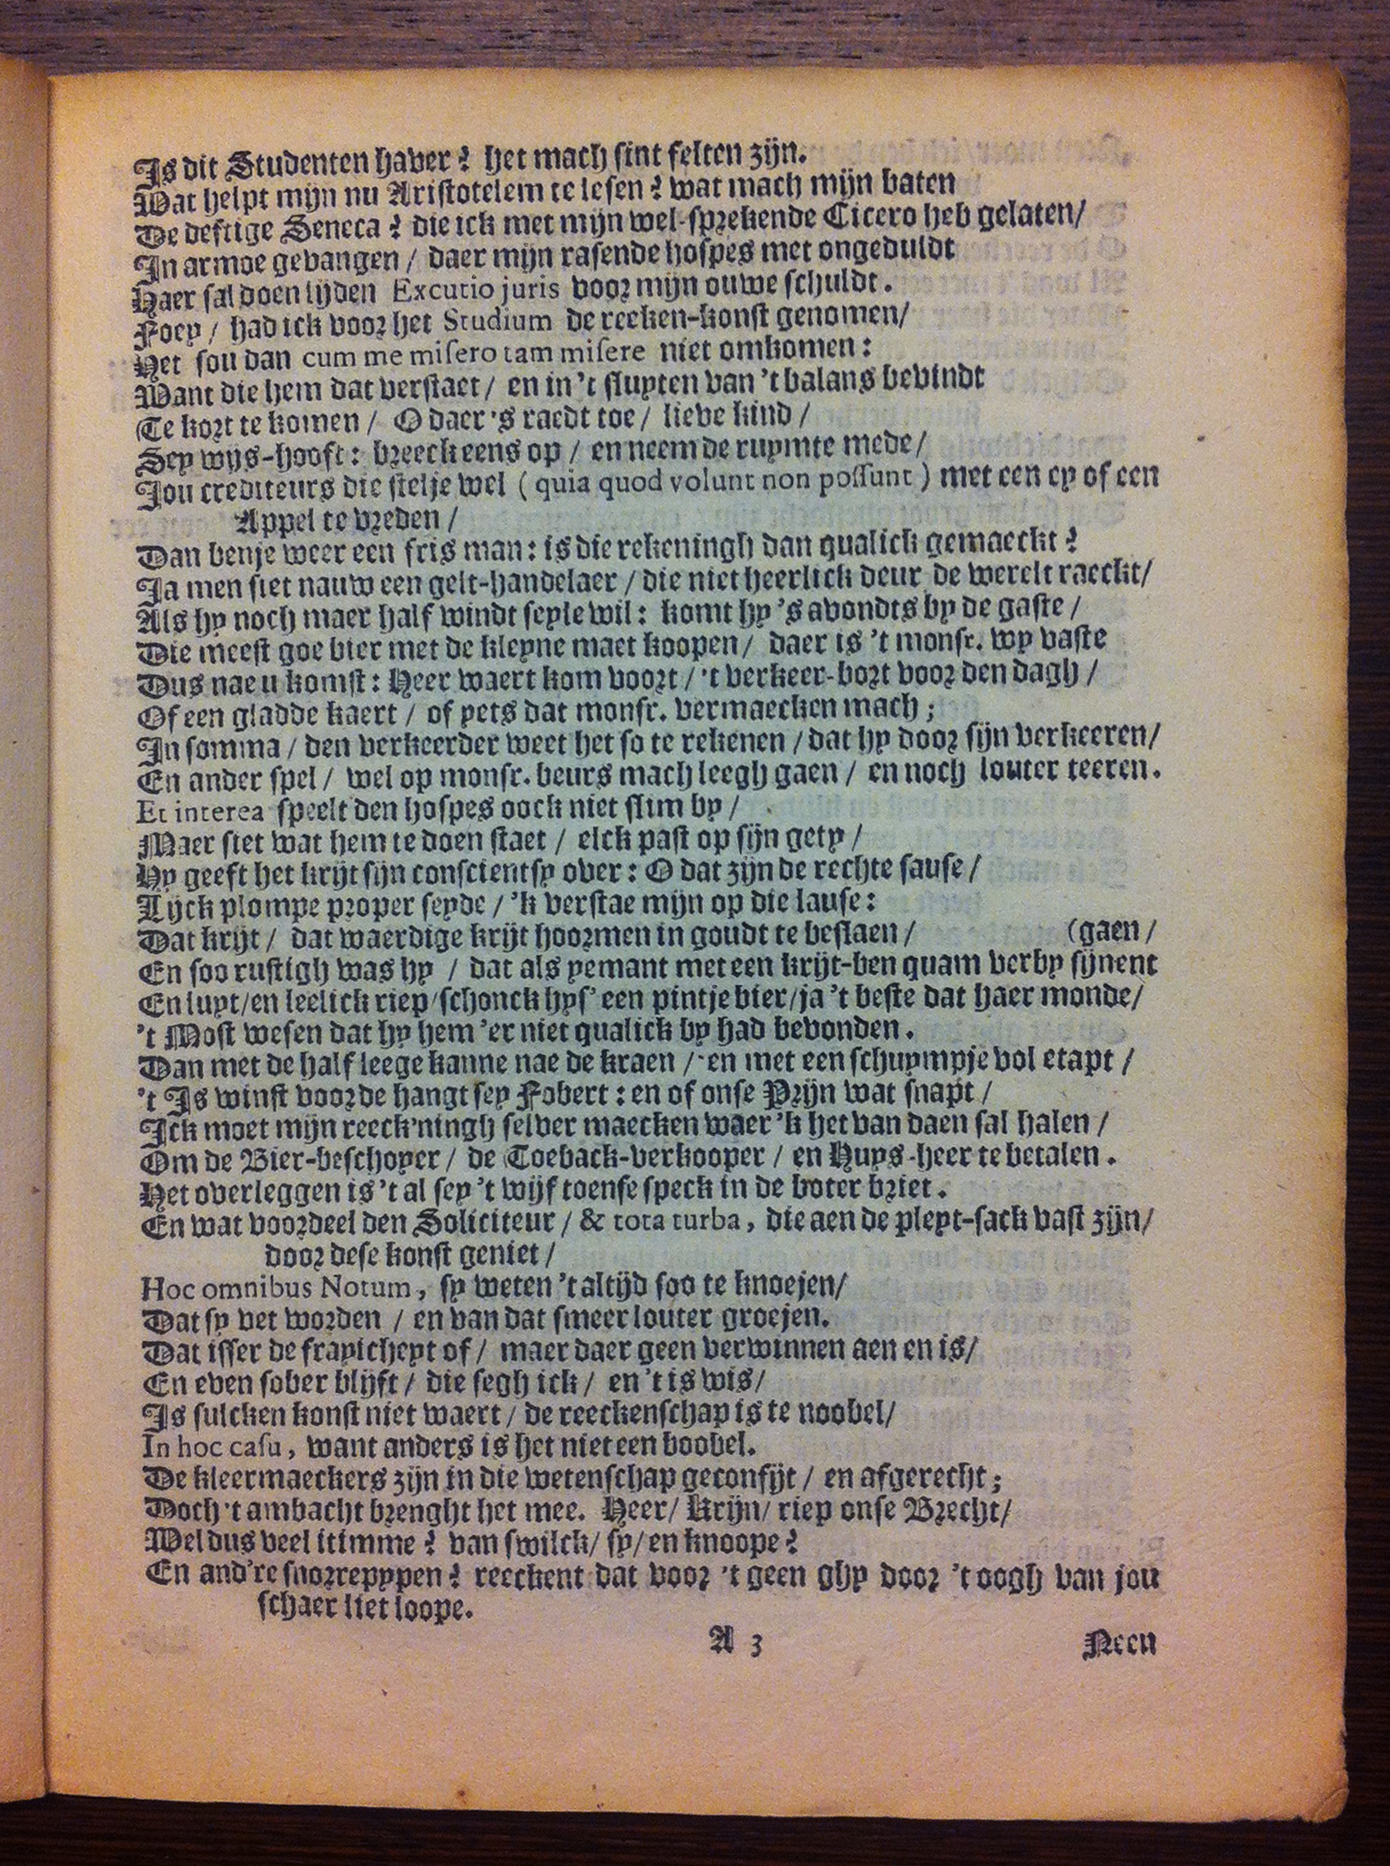 Is dit Studenten haver? het mach sint felten zijn.
Wat helpt mijn nu Aristotelem te lesen? wat mach mijn baten
De deftige Seneca? die ick met mijn wel-sprekende Cicero heb gelaten/
In armoe gevangen / daer mijn rasende hospes met ongeduldt
Haer sal doen lijden Excutio juris voor mijn ouwe schuldt.
Foey / had ick voor het Studium de recken-konst genomen/
Het sou dan cum me misero tam misere niet omkomen:
Want die hem dat verstaet / en in 't sluyten van 't balans bevindt
Te kort te komen / O daer 's raedt toe / lieve kind /
Sey wijs-hooft: breeck eens op / en neem de ruymte mede/
Jou crediteurs die stelje wel (quia quod volunt non possunt) met een ey of een
Appel te vreden /
Dan benje weer een fris man: is die rekeningh dan qualick gemaeckt?
Ja men siet nauw een gelt-handelaer / die niet heerlick deur de werelt raeckt/
Als hy noch maer half windt seyle wil: komt hy 's avondts by de gaste /
Die meest goe bier met de kleyne maet koopen / daer is 't monsr. wy vaste
Dus nae u komst: Heer waert kom voort / 't verkeer-bort voor den dagh /
Of een gladde kaert / of yets dat monsr. vermaecken mach;
In somma / den verkeerder weet het so te rekenen / dat hy door sijn verkeeren/
En ander spel / wel op monsr. beurs mach leegh gaen / en noch louter teeren.
Et interea speelt den hospes oock niet slim by /
Maer siet wat hem te doen staet / elck past op sijn gety /
Hy geeft het krijt sijn conscientsy over: O dat zijn de rechte sause /
Lijck plompe proper seyde / 'k verstae mijn op die lause:
Dat krijt / dat waerdige krijt hoormen in goudt te beslaen / (gaen /
En soo rustigh was hy / dat als yemant met een krijt-ben quam verby sijnent
En luyt/en leelick riep/schonck hys' een pintje bier/ja 't beste dat haer monde/
't Most wesen dat hy hem 'er niet qualick by had bevonden.
Dan met de half leege kanne nae de kraen / en met een schuympje vol etapt /
't Is winst voorde hangt sey Fobert: en of onse Prijn wat snapt /
Ick moet mijn reeck'ningh selver maecken waer 'k het van daen sal halen /
Om de Bier-beschoyer / de Toeback-verkooper / en Huys-heer te betalen.
Het overleggen is 't al sey 't wijf toense speck in de boter briet.
En wat voordeel den Soliciteur / & tota turba, die aen de pleyt-sack vast zijn/
door dese konst geniet /
Hoc omnibus Notum, sy weten 't altijd soo te knoejen/
Dat sy vet worden / en van dat smeer louter groejen.
Dat isser de frayicheyt of / maer daer geen verwinnen aen en is/
En even sober blijft / die segh ick / en 't is wis/
Is sulcken konst niet waert / de reeckenschap is te noobel/
In hoc casu, want anders is het niet een boobel.
De kleermaeckers zijn in die wetenschap geconfijt / en afgerecht;
Doch 't ambacht brenght het mee. Heer/ Krijn/ riep onse Brecht/
Wel dus veel stimme? van swilck/ sy/ en knoope?
En and're snorrepypen? reeckent dat voor 't geen ghy door 't oogh van jou
schaer liet loope.
A 3 Neen